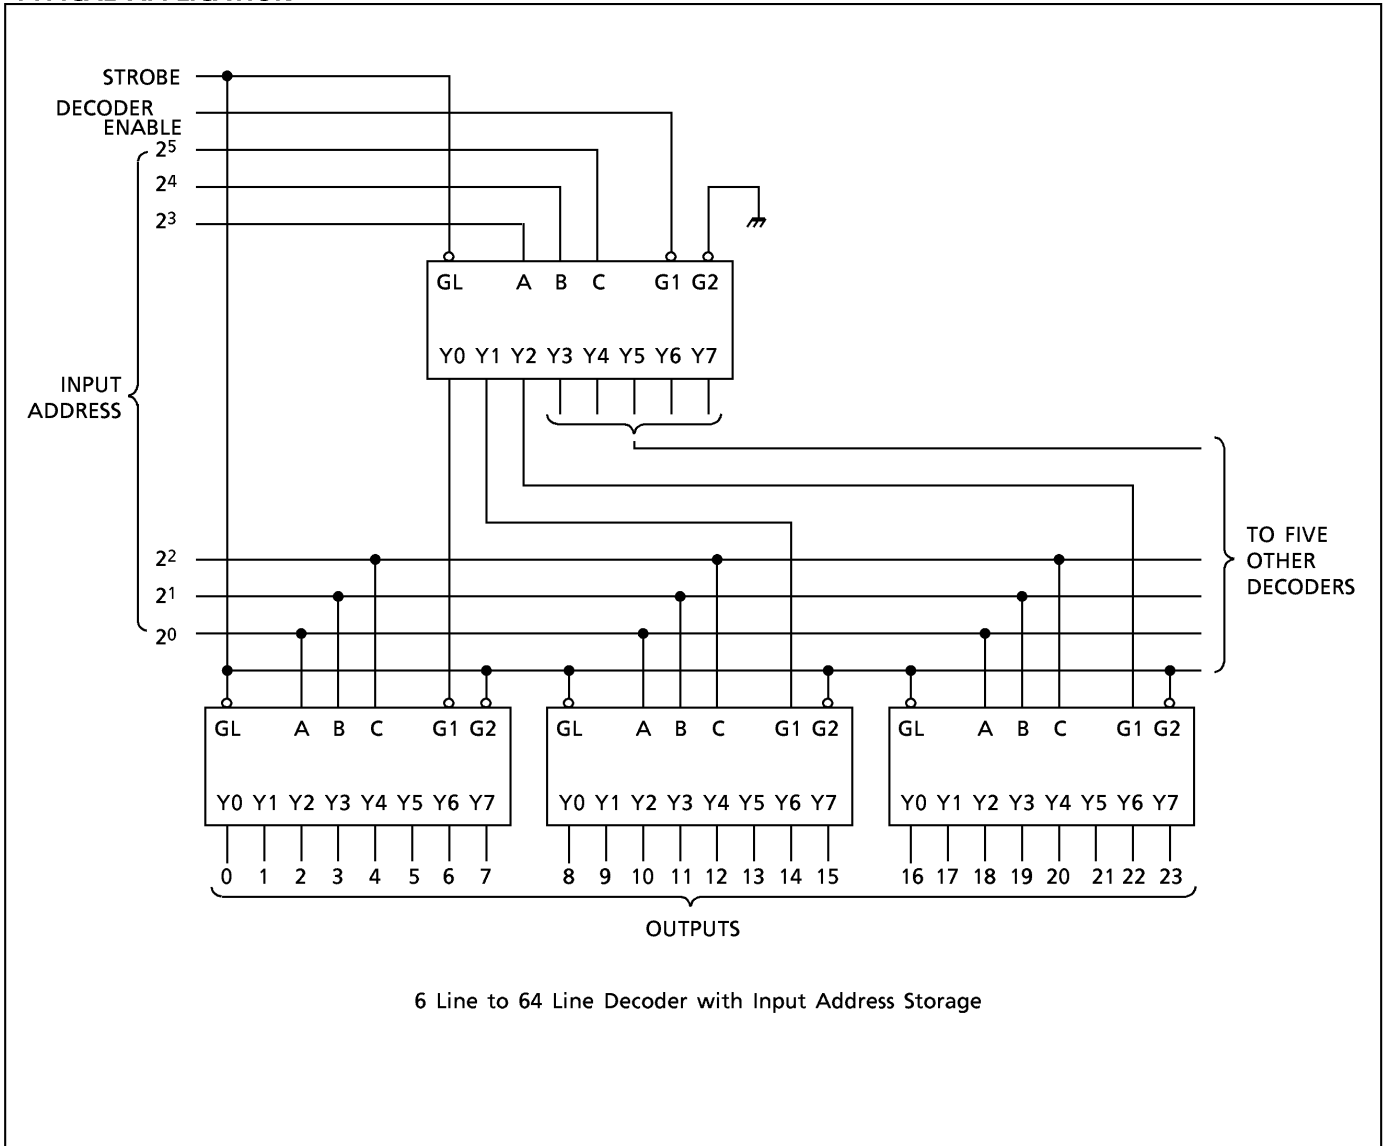 STROBE
DECODER
ENABLE
2⁵
2⁴
2³
GL A B C G1 G2
Y0 Y1 Y2 Y3 Y4 Y5 Y6 Y7
INPUT
ADDRESS
TO FIVE
OTHER
DECODERS
2²
2¹
2⁰
GL A B C G1 G2 GL A B C G1 G2 GL A B C G1 G2
Y0 Y1 Y2 Y3 Y4 Y5 Y6 Y7 Y0 Y1 Y2 Y3 Y4 Y5 Y6 Y7 Y0 Y1 Y2 Y3 Y4 Y5 Y6 Y7
0 1 2 3 4 5 6 7 8 9 10 11 12 13 14 15 16 17 18 19 20 21 22 23
OUTPUTS
6 Line to 64 Line Decoder with Input Address Storage